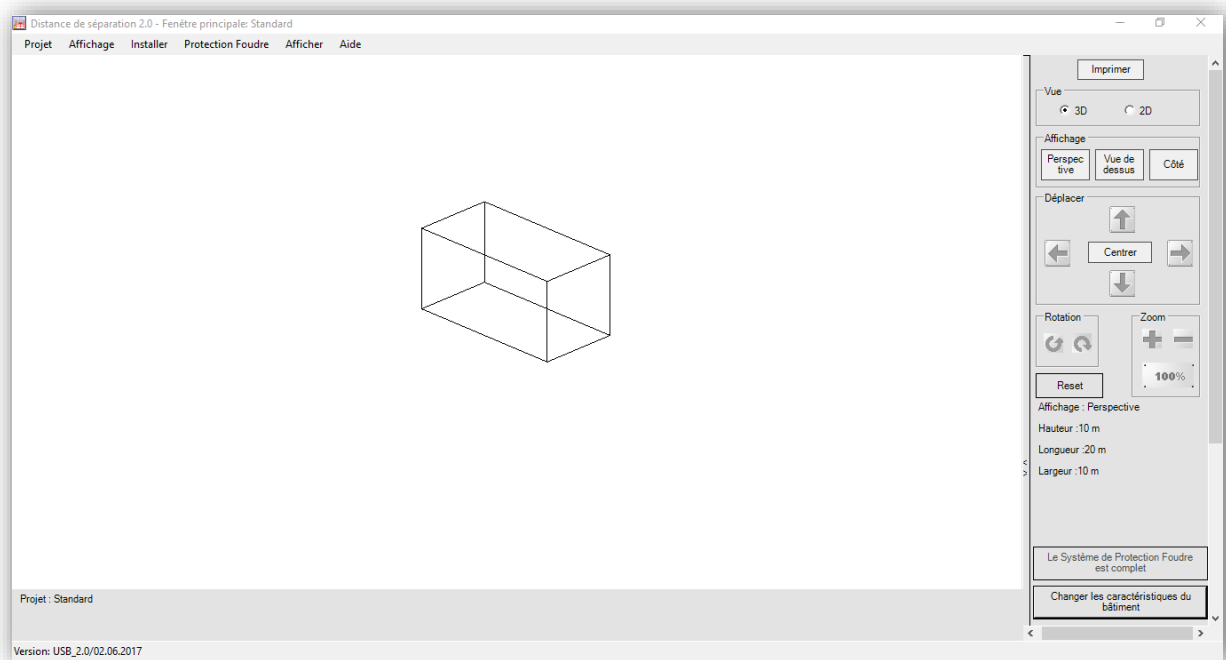 Distance de séparation 2.0 - Fenêtre principale: Standard
Projet Affichage Installer Protection Foudre Afficher Aide
Imprimer
Vue
3D 2D
Affichage
Perspec
tive
Vue de
dessus
Côté
Déplacer
Centrer
Rotation
Zoom
100%
Reset
Affichage : Perspective
Hauteur :10 m
Longueur :20 m
Largeur :10 m
Le Système de Protection Foudre
est complet
Changer les caractéristiques du
bâtiment
Projet : Standard
Version: USB_2.0/02.06.2017